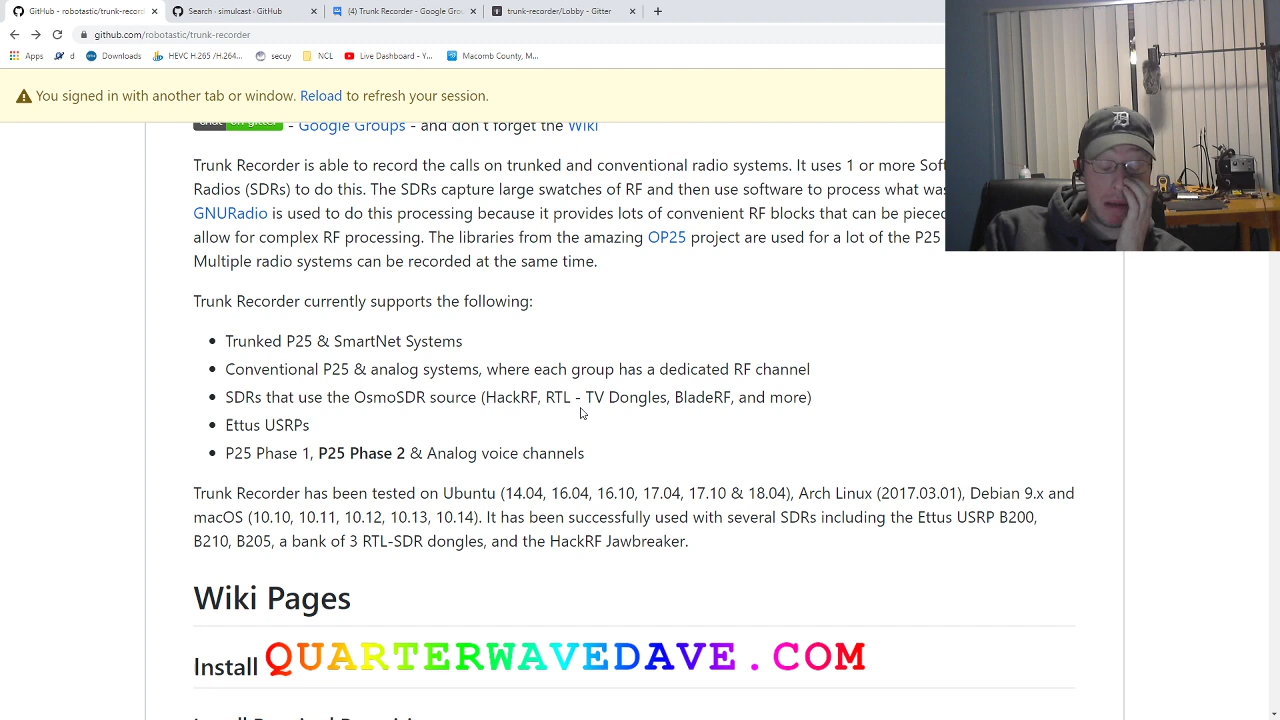 GitHub - robotastic/trunk-record
Search · simulcast · GitHub
(4) Trunk Recorder - Google Gro
trunk-recorder/Lobby - Gitter
github.com/robotastic/trunk-recorder
Apps d Downloads HEVC H.265 /H.264... secuy NCL Live Dashboard - Y... Macomb County, M...
You signed in with another tab or window. Reload to refresh your session.
- Google Groups - and don't forget the Wiki
Trunk Recorder is able to record the calls on trunked and conventional radio systems. It uses 1 or more Sof
Radios (SDRs) to do this. The SDRs capture large swatches of RF and then use software to process what was
GNURadio is used to do this processing because it provides lots of convenient RF blocks that can be pieced
allow for complex RF processing. The libraries from the amazing OP25 project are used for a lot of the P25
Multiple radio systems can be recorded at the same time.
Trunk Recorder currently supports the following:
• Trunked P25 & SmartNet Systems
• Conventional P25 & analog systems, where each group has a dedicated RF channel
• SDRs that use the OsmoSDR source (HackRF, RTL - TV Dongles, BladeRF, and more)
• Ettus USRPs
• P25 Phase 1, P25 Phase 2 & Analog voice channels
Trunk Recorder has been tested on Ubuntu (14.04, 16.04, 16.10, 17.04, 17.10 & 18.04), Arch Linux (2017.03.01), Debian 9.x and
macOS (10.10, 10.11, 10.12, 10.13, 10.14). It has been successfully used with several SDRs including the Ettus USRP B200,
B210, B205, a bank of 3 RTL-SDR dongles, and the HackRF Jawbreaker.
Wiki Pages
Install QUARTERWAVEDAVE.COM